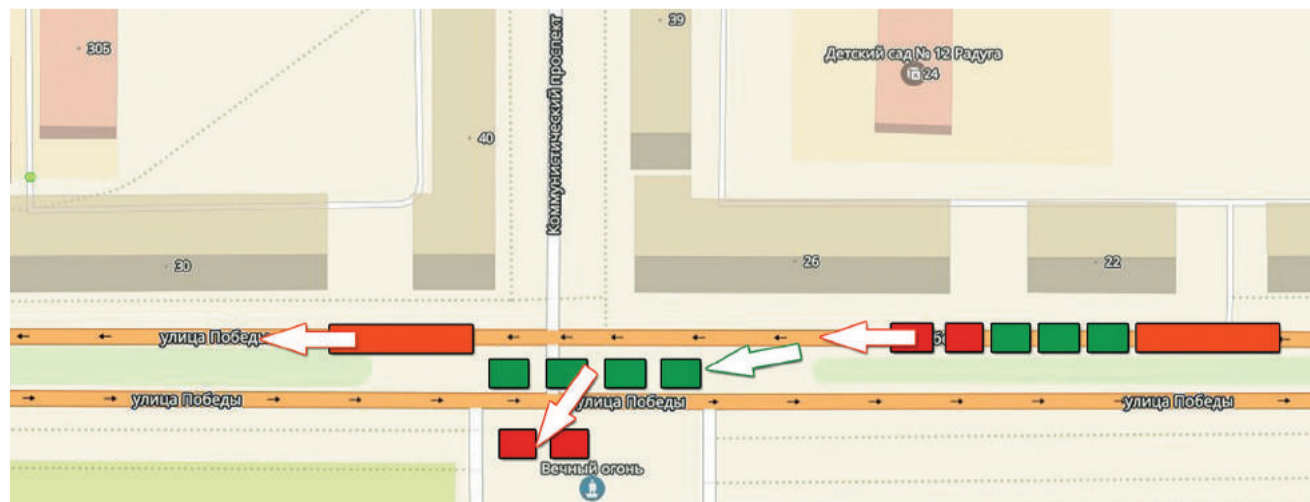 39
305
Детский сад № 12 Радуга
24
40
Коммунистический проспект
30
26
22
улица Победы
улица Победы
улица Победы
улица Победы
Вечный огонь